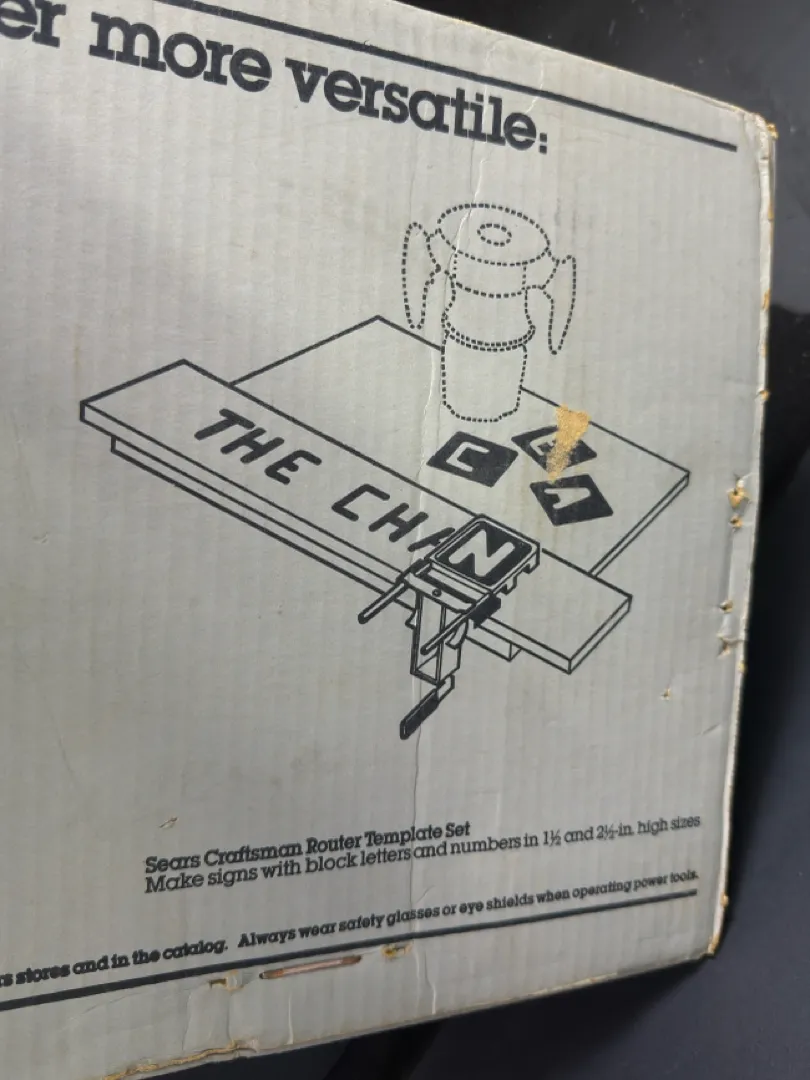 er more versatile:
THE CHAN
C
A
Sears Craftsman Router Template Set
Make signs with block letters and numbers in 1½ and 2½-in. high sizes
rs stores and in the catalog. Always wear safety glasses or eye shields when operating power tools.